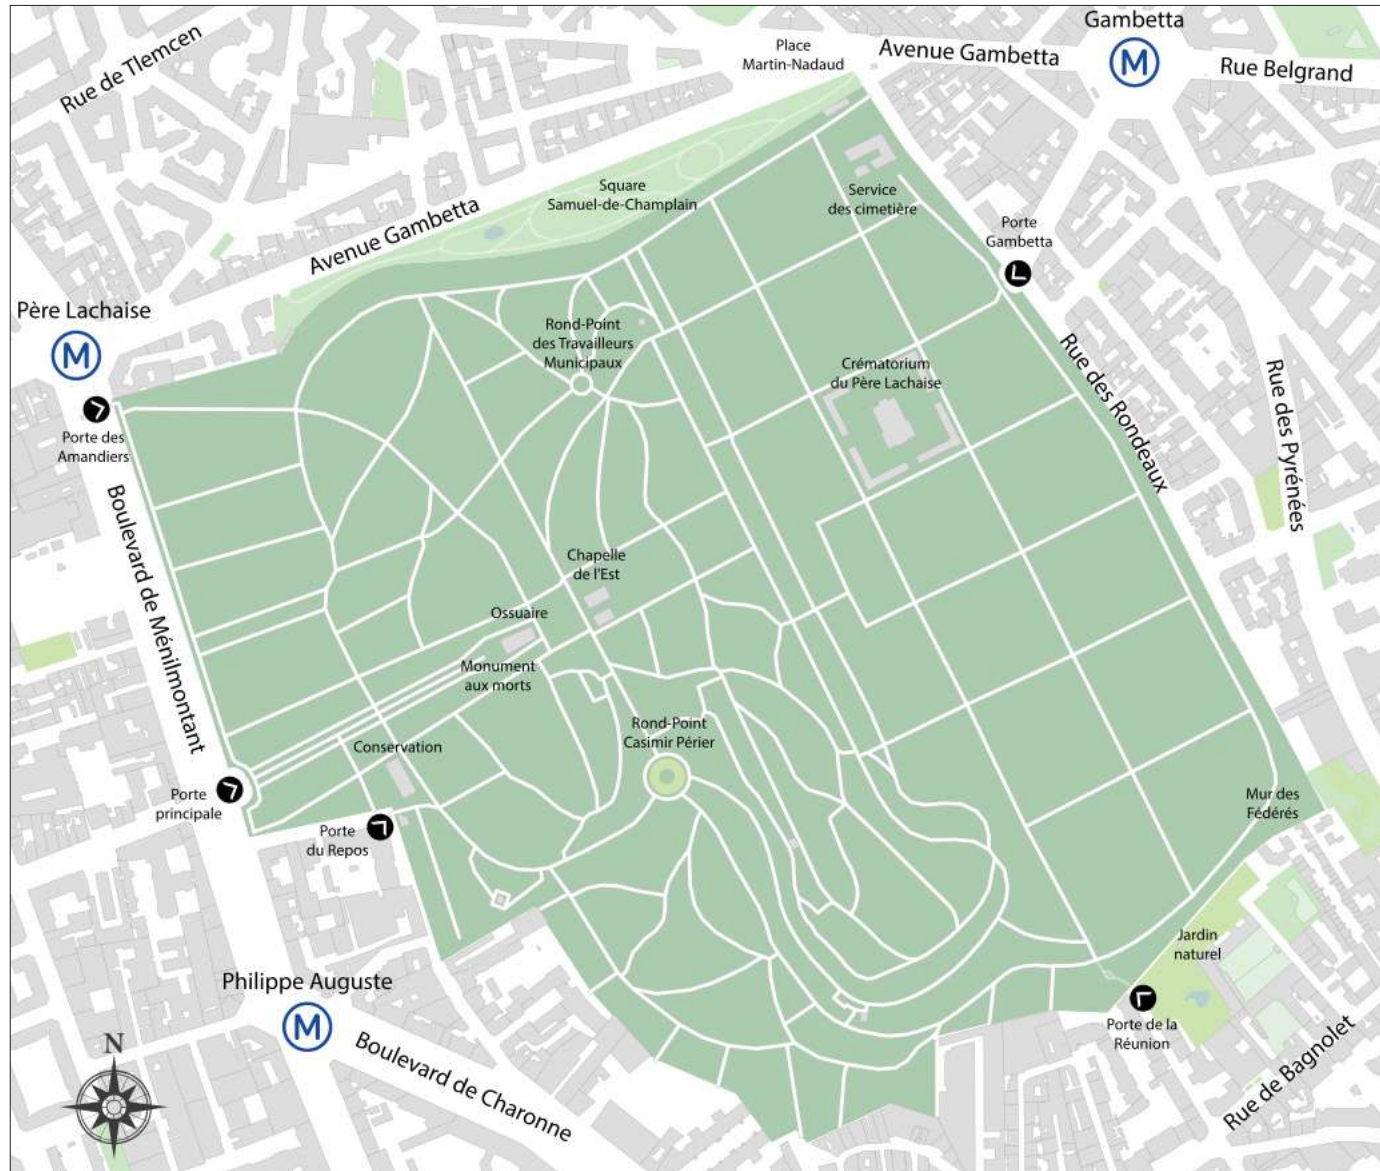 Gambetta
M
Place
Martin-Nadaud
Avenue Gambetta
Rue Belgrand
Rue de Tlemcen
Square
Samuel-de-Champlain
Service
des cimetière
Porte
Gambetta
Avenue Gambetta
Père Lachaise
M
Rond-Point
des Travailleurs
Municipaux
Crématorium
du Père Lachaise
Rue des Rondeaux
Rue des Pyrénées
Porte des
Amandiers
Boulevard de Ménilmontant
Chapelle
de l'Est
Ossuaire
Monument
aux morts
Rond-Point
Casimir Périer
Conservation
Porte
principale
Porte
du Repos
Mur des
Fédérés
Jardin
naturel
Philippe Auguste
M
Porte de la
Réunion
Boulevard de Charonne
Rue de Bagnolet
N